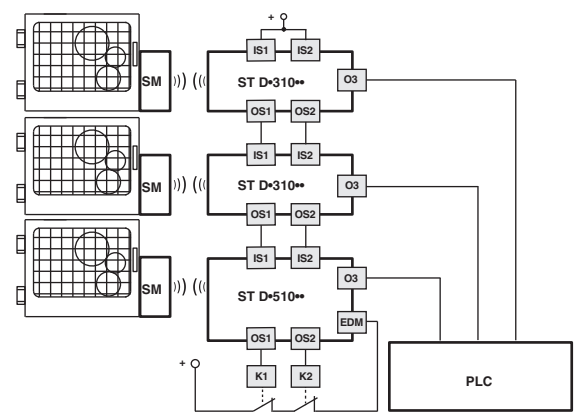 +
IS1 IS2
SM ))) ((( ST D•310•• O3
OS1 OS2
IS1 IS2
SM ))) ((( ST D•310•• O3
OS1 OS2
IS1 IS2
SM ))) ((( ST D•510•• O3
EDM
OS1 OS2
+ K1 K2
PLC